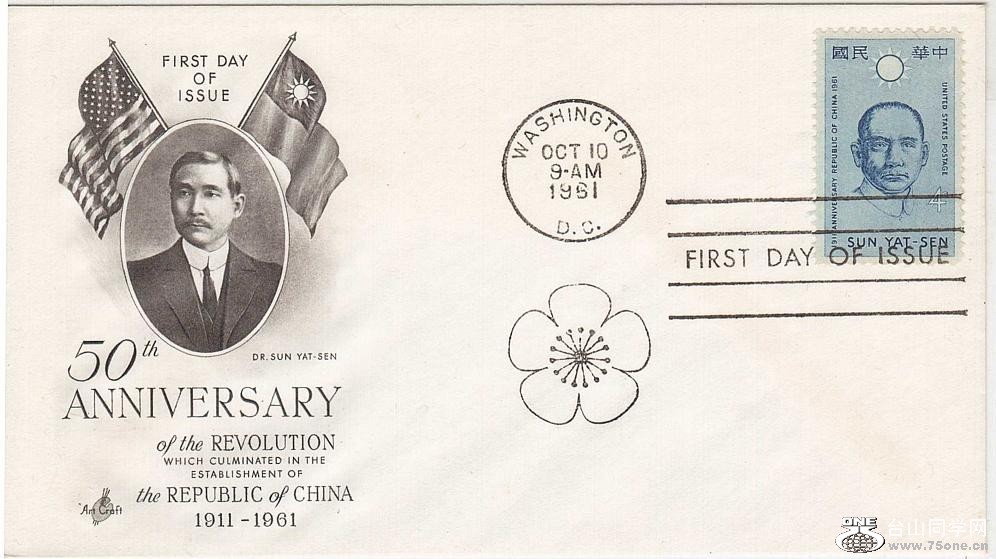 FIRST DAY
OF
ISSUE
DR. SUN YAT-SEN
50th
ANNIVERSARY
of the REVOLUTION
WHICH CULMINATED IN THE
ESTABLISHMENT OF
the REPUBLIC of CHINA
1911 - 1961
Art Craft
WASHINGTON
OCT 10
9-AM
1961
D.C.
國民 華中
1911 ANNIVERSARY REPUBLIC OF CHINA 1961
UNITED STATES POSTAGE
4
SUN YAT-SEN
FIRST DAY OF ISSUE
ONE
台山同学网
www.75one.cn